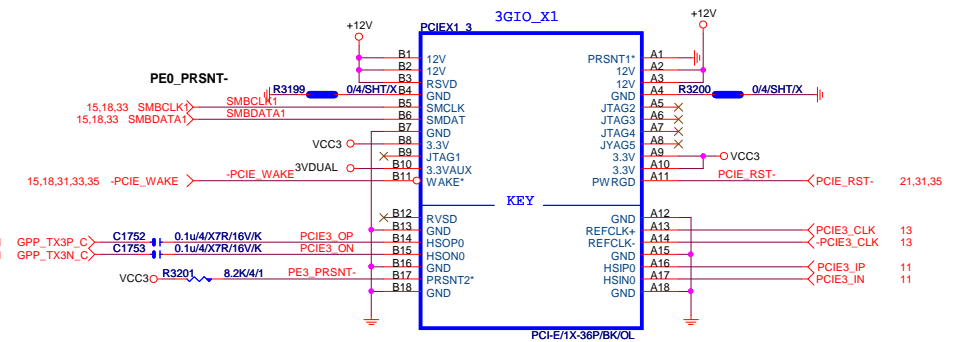 3GIO_X1
+12V
+12V
PCIEX1_3
PE0_PRSNT-
B1 12V PRSNT1* A1
B2 12V 12V A2
B3 RSVD 12V A3
R3199 0/4/SHT/X B4 GND GND A4 R3200 0/4/SHT/X
15,18,33 SMBCLK1 SMBCLK1 B5 SMCLK JTAG2 A5
15,18,33 SMBDATA1 SMBDATA1 B6 SMDAT JTAG3 A6
B7 GND JTAG4 A7
VCC3 B8 3.3V JYAG5 A8
B9 JTAG1 3.3V A9 VCC3
3VDUAL B10 3.3VAUX 3.3V A10
15,18,31,33,35 -PCIE_WAKE -PCIE_WAKE B11 WAKE* PWRGD A11 PCIE_RST- PCIE_RST- 21,31,35
KEY
B12 RVSD GND A12
B13 GND REFCLK+ A13 PCIE3_CLK 13
GPP_TX3P_C C1752 0.1u/4/X7R/16V/K PCIE3_OP B14 HSOP0 REFCLK- A14 -PCIE3_CLK 13
GPP_TX3N_C C1753 0.1u/4/X7R/16V/K PCIE3_ON B15 HSON0 GND A15
B16 GND HSIP0 A16 PCIE3_IP 11
VCC3 R3201 8.2K/4/1 PE3_PRSNT- B17 PRSNT2* HSIN0 A17 PCIE3_IN 11
B18 GND GND A18
PCI-E/1X-36P/BK/OL